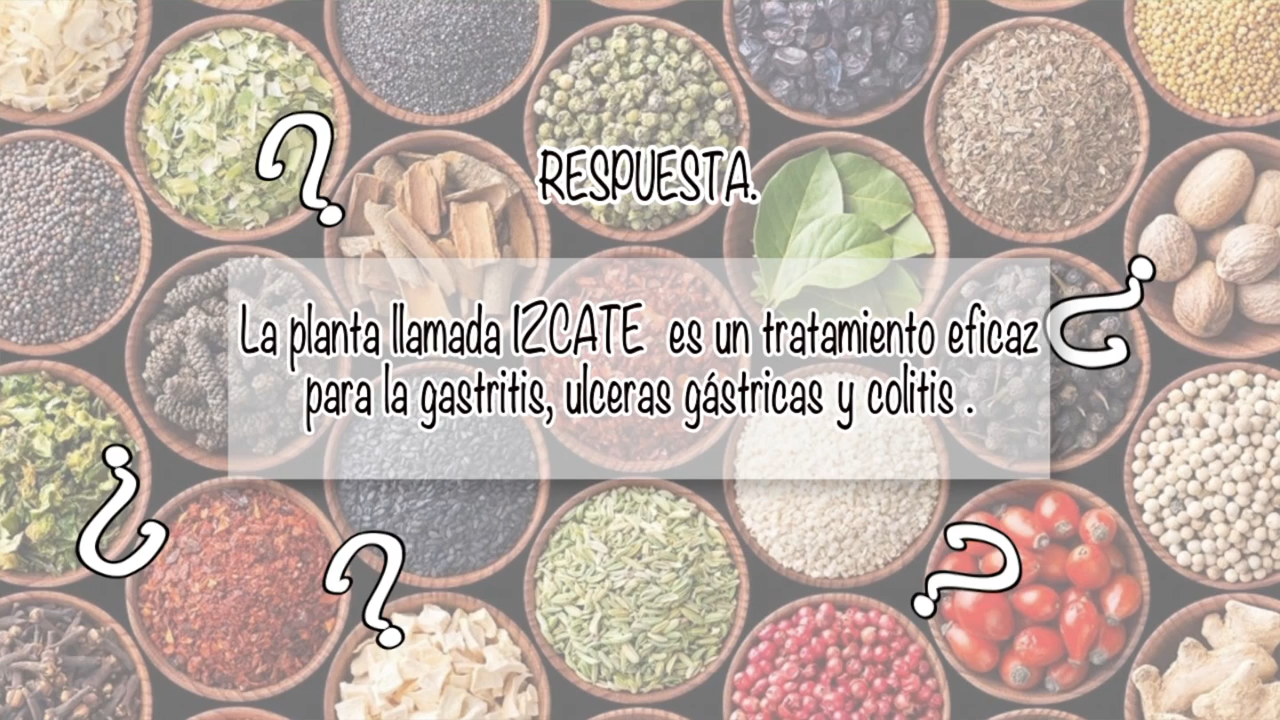 RESPUESTA.
La planta llamada IZCATE es un tratamiento eficaz
para la gastritis, ulceras gástricas y colitis .
?
?
?
?
?